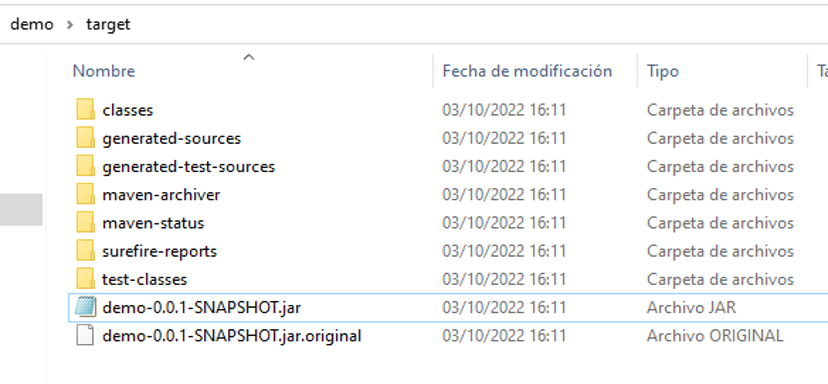 demo > target
Nombre Fecha de modificación Tipo Ta
classes 03/10/2022 16:11 Carpeta de archivos
generated-sources 03/10/2022 16:11 Carpeta de archivos
generated-test-sources 03/10/2022 16:11 Carpeta de archivos
maven-archiver 03/10/2022 16:11 Carpeta de archivos
maven-status 03/10/2022 16:11 Carpeta de archivos
surefire-reports 03/10/2022 16:11 Carpeta de archivos
test-classes 03/10/2022 16:11 Carpeta de archivos
demo-0.0.1-SNAPSHOT.jar 03/10/2022 16:11 Archivo JAR
demo-0.0.1-SNAPSHOT.jar.original 03/10/2022 16:11 Archivo ORIGINAL